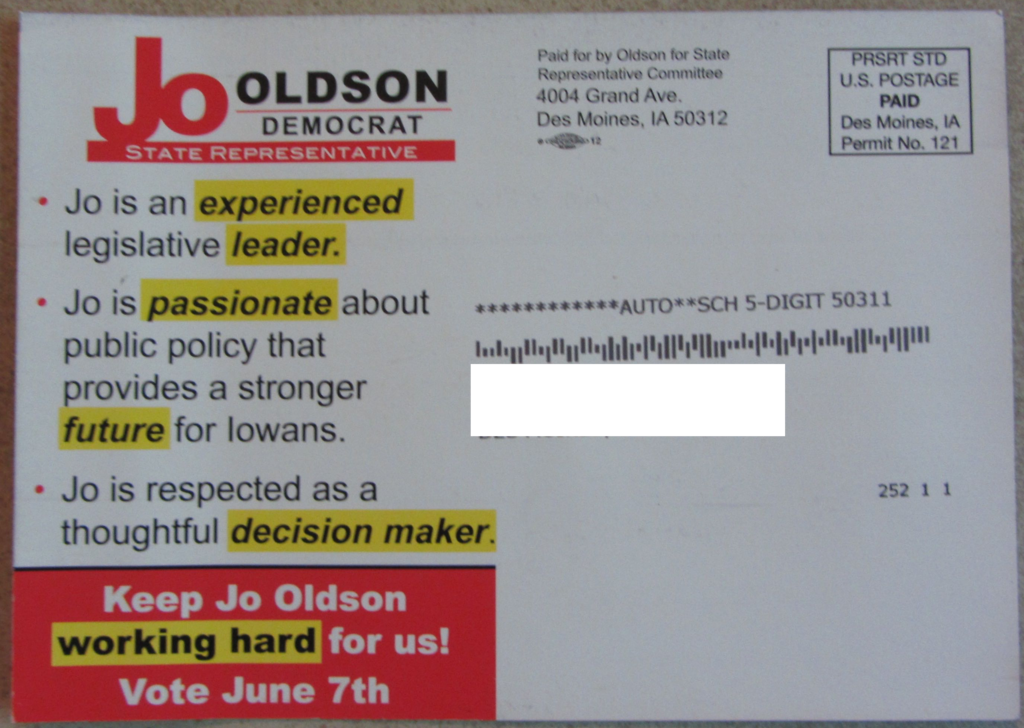 Jo OLDSON
DEMOCRAT
STATE REPRESENTATIVE
• Jo is an experienced
legislative leader.
• Jo is passionate about
public policy that
provides a stronger
future for Iowans.
• Jo is respected as a
thoughtful decision maker.
Keep Jo Oldson
working hard for us!
Vote June 7th
Paid for by Oldson for State
Representative Committee
4004 Grand Ave.
Des Moines, IA 50312
12
PRSRT STD
U.S. POSTAGE
PAID
Des Moines, IA
Permit No. 121
************AUTO**SCH 5-DIGIT 50311
252 1 1